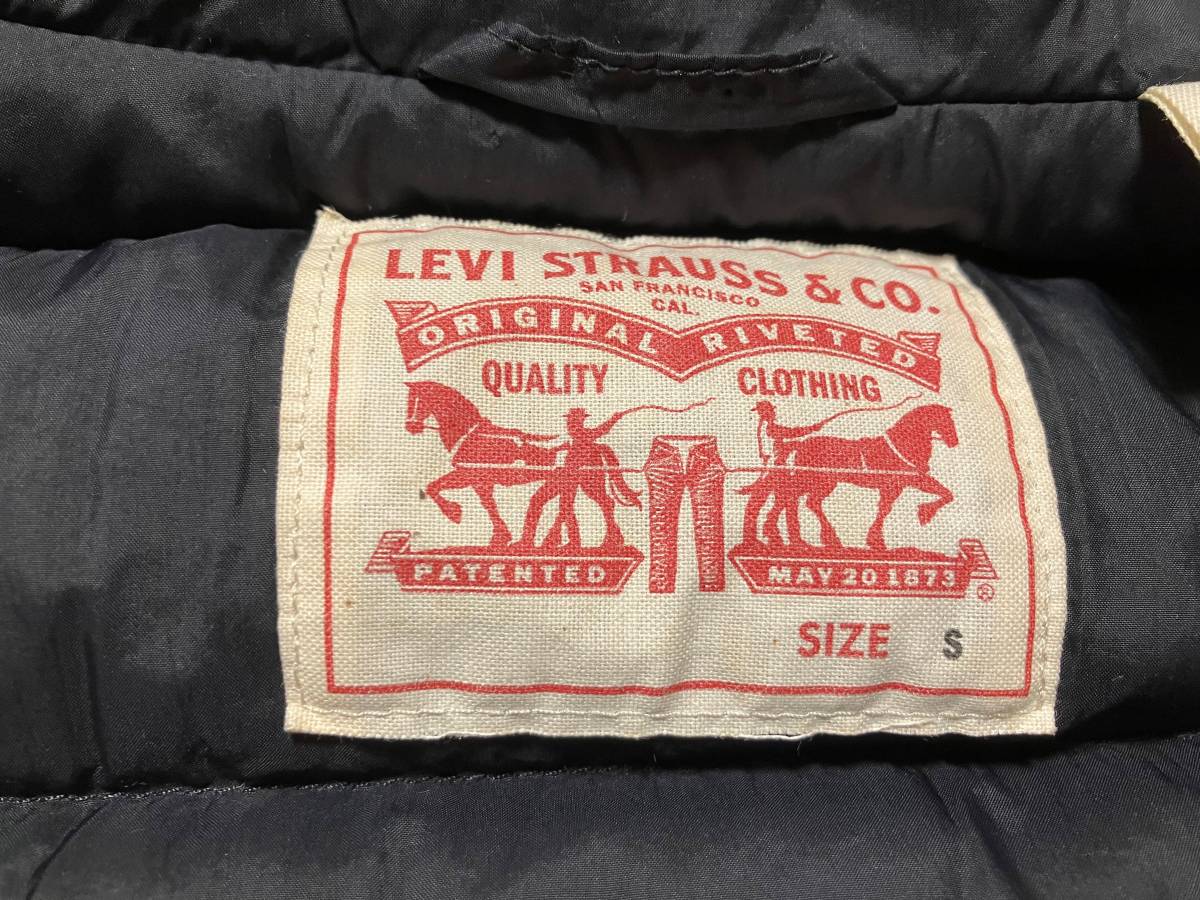 LEVI STRAUSS & CO.
SAN FRANCISCO
CAL.
ORIGINAL RIVETED
QUALITY CLOTHING
PATENTED MAY 20 1873 ®
SIZE S